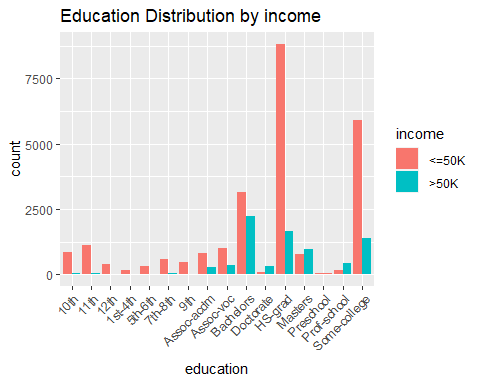 Education Distribution by income
count
7500
5000
2500
0
10th
11th
12th
1st-4th
5th-6th
7th-8th
9th
Assoc-acdm
Assoc-voc
Bachelors
Doctorate
HS-grad
Masters
Preschool
Prof-school
Some-college
education
income
<=50K
>50K